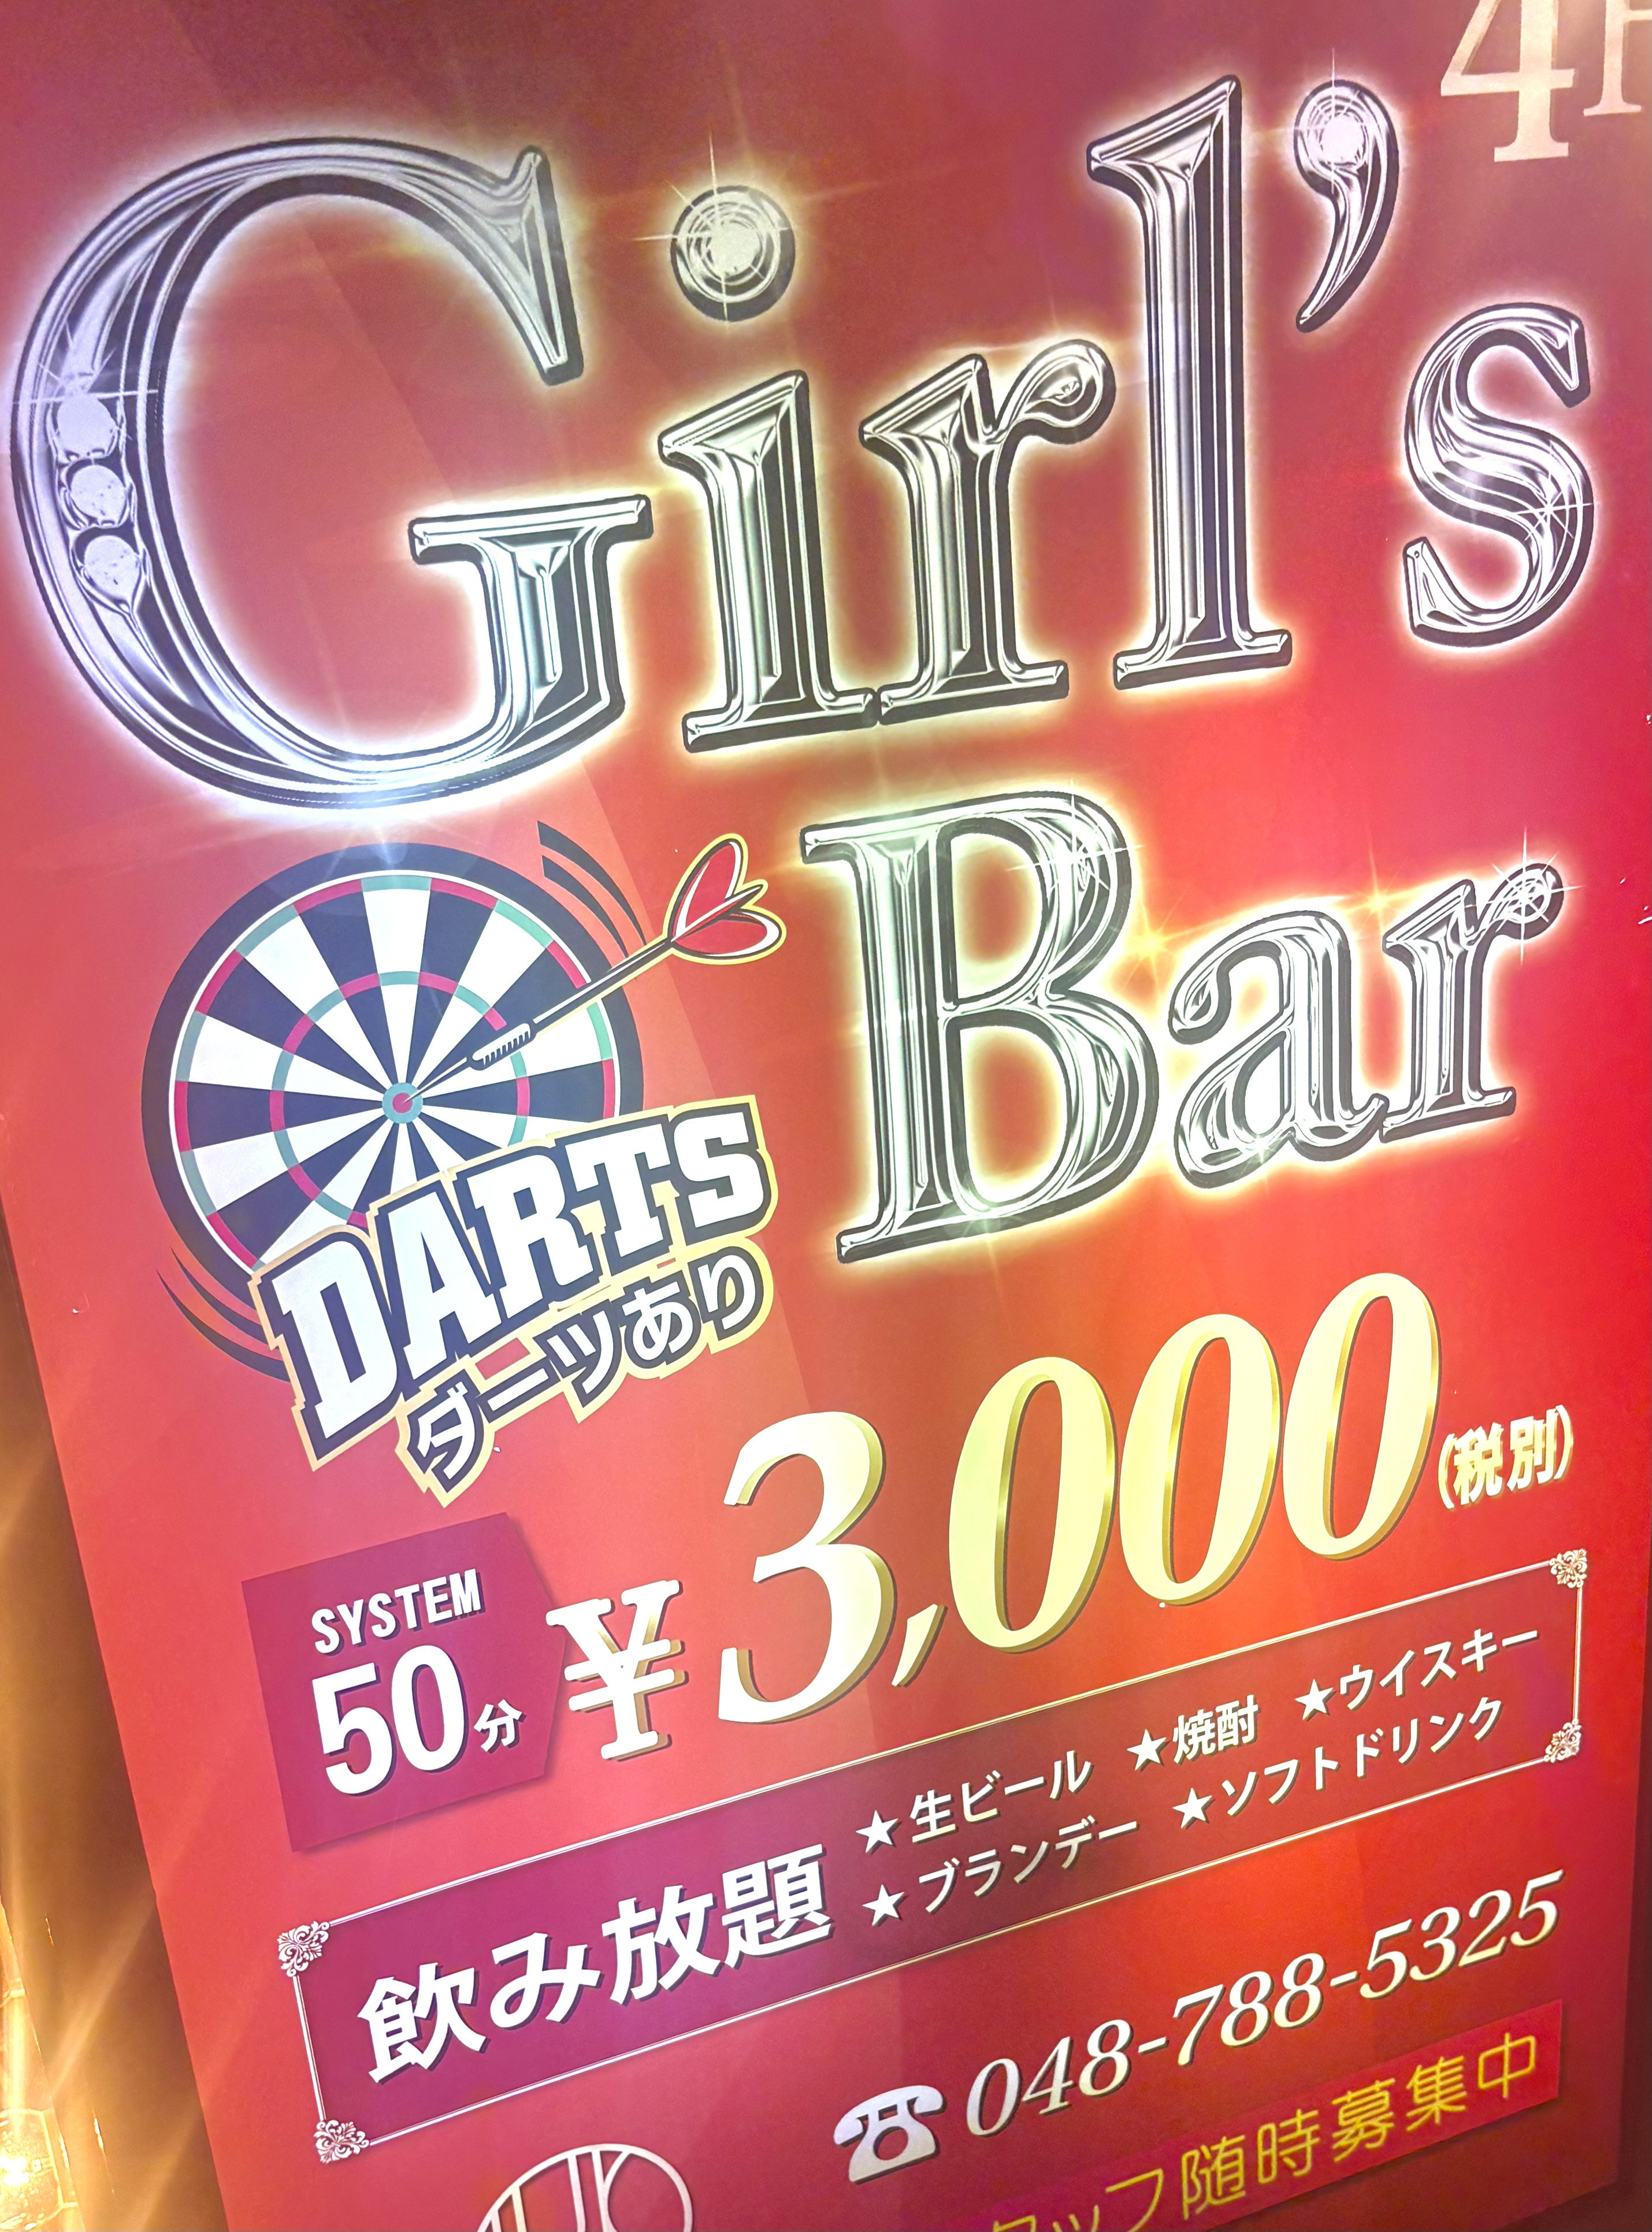 4F
Girl's
Bar
DARTS
ダーツあり
SYSTEM
50分
¥3,000(税別)
飲み放題
★生ビール ★焼酎 ★ウイスキー
★ブランデー ★ソフトドリンク
☎048-788-5325
タッフ随時募集中